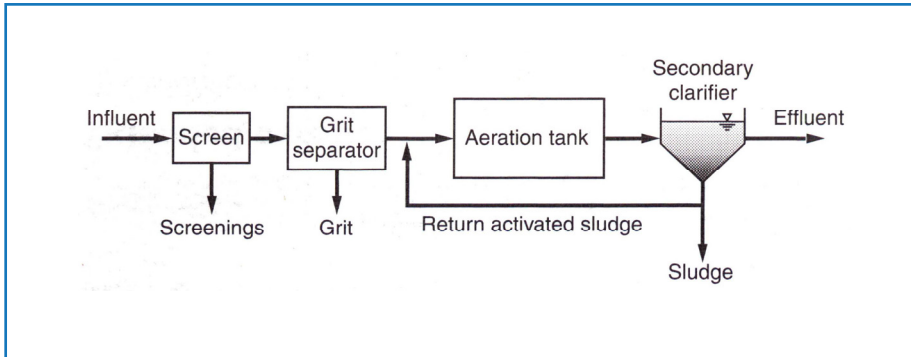 Secondary
clarifier
Influent
Screen
Grit
separator
Aeration tank
Effluent
Screenings
Grit
Return activated sludge
Sludge